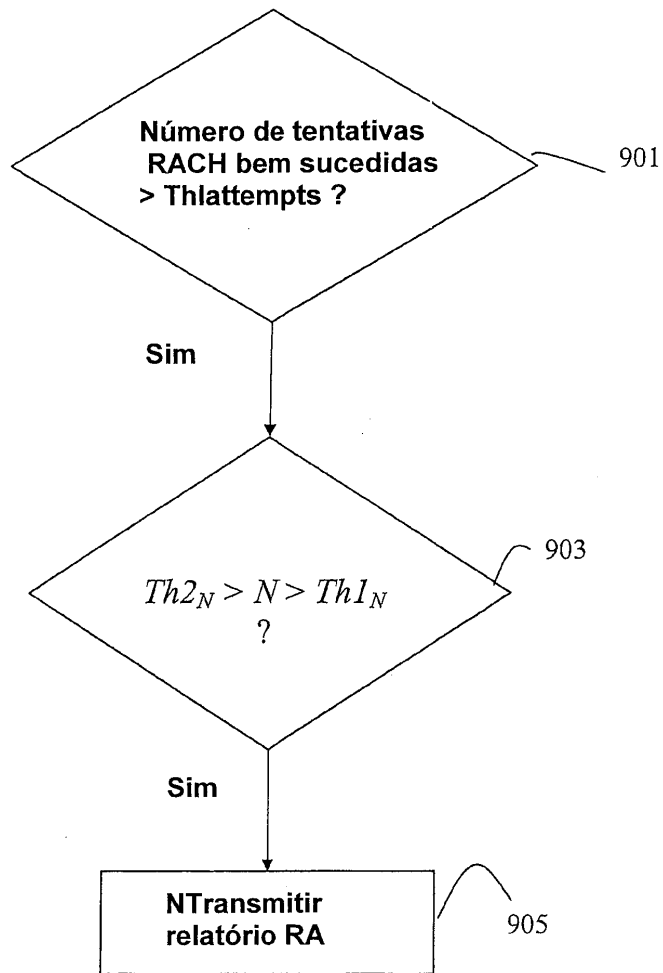 Número de tentativas
RACH bem sucedidas
> Thlattempts ?
901
Sim
903
Th2N > N > Th1N
?
Sim
NTransmitir
relatório RA
905